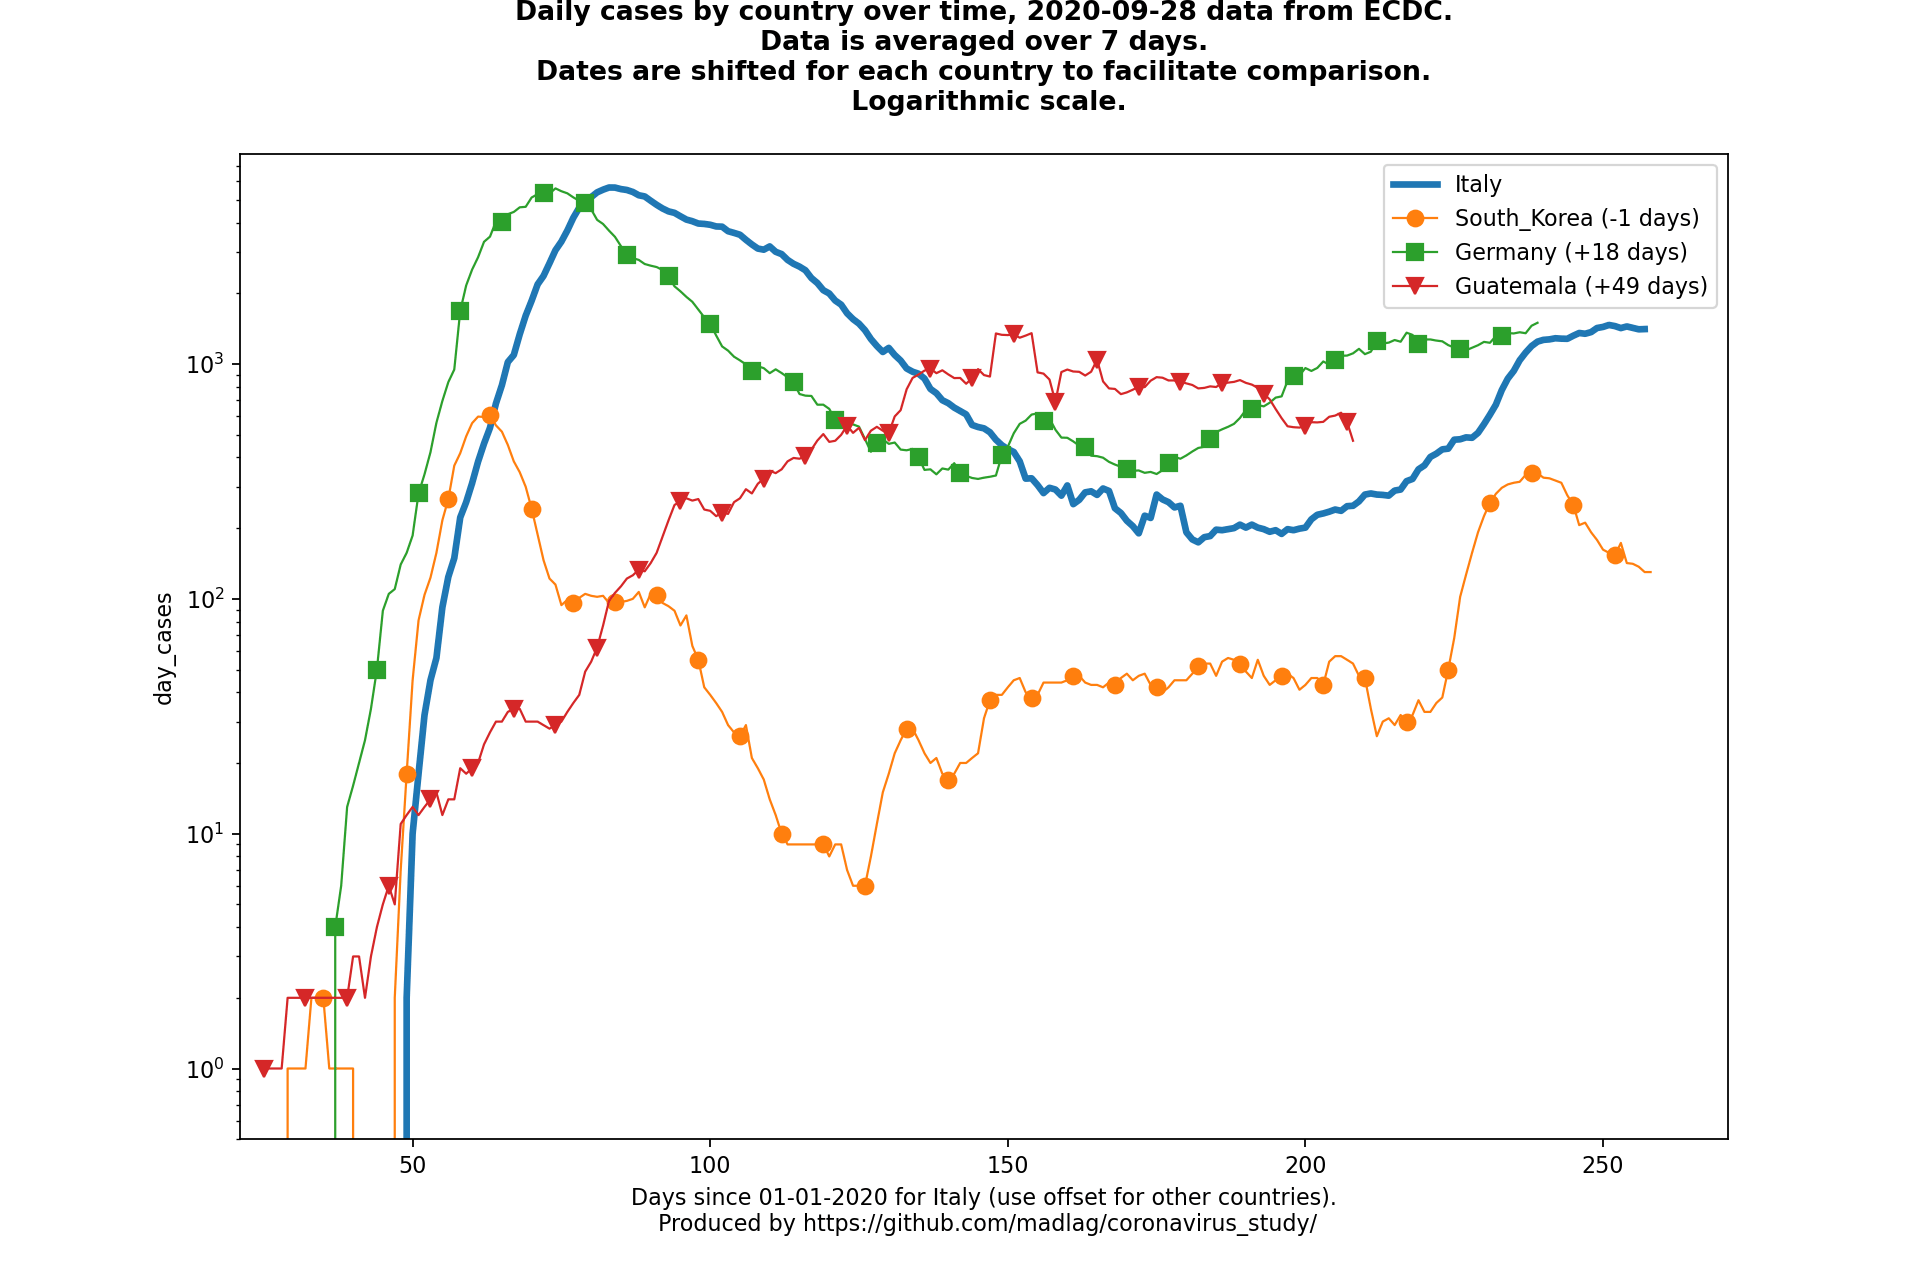 Daily cases by country over time, 2020-09-28 data from ECDC.
Data is averaged over 7 days.
Dates are shifted for each country to facilitate comparison.
Logarithmic scale.
Italy
South_Korea (-1 days)
Germany (+18 days)
Guatemala (+49 days)
day_cases
10³
10²
10¹
10⁰
50 100 150 200 250
Days since 01-01-2020 for Italy (use offset for other countries).
Produced by https://github.com/madlag/coronavirus_study/